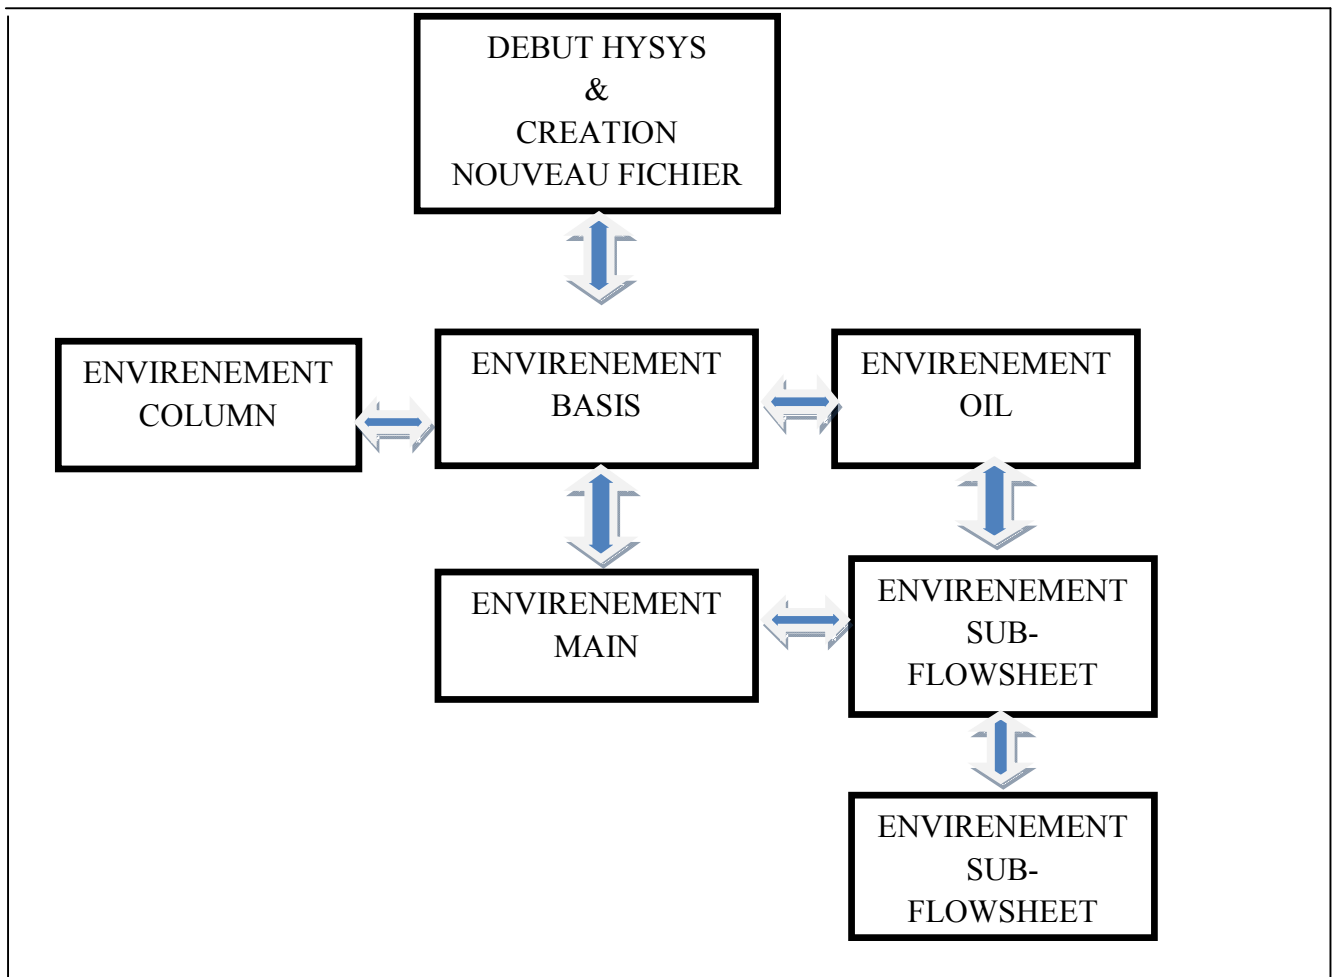 DEBUT HYSYS
&
CREATION
NOUVEAU FICHIER
ENVIRENEMENT
COLUMN
ENVIRENEMENT
BASIS
ENVIRENEMENT
OIL
ENVIRENEMENT
MAIN
ENVIRENEMENT
SUB-
FLOWSHEET
ENVIRENEMENT
SUB-
FLOWSHEET